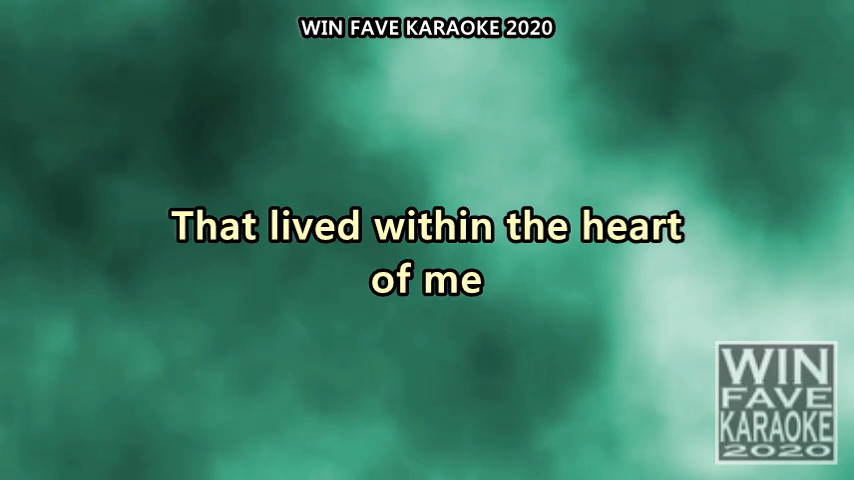 WIN FAVE KARAOKE 2020
That lived within the heart
of me
WIN
FAVE
KARAOKE
2020